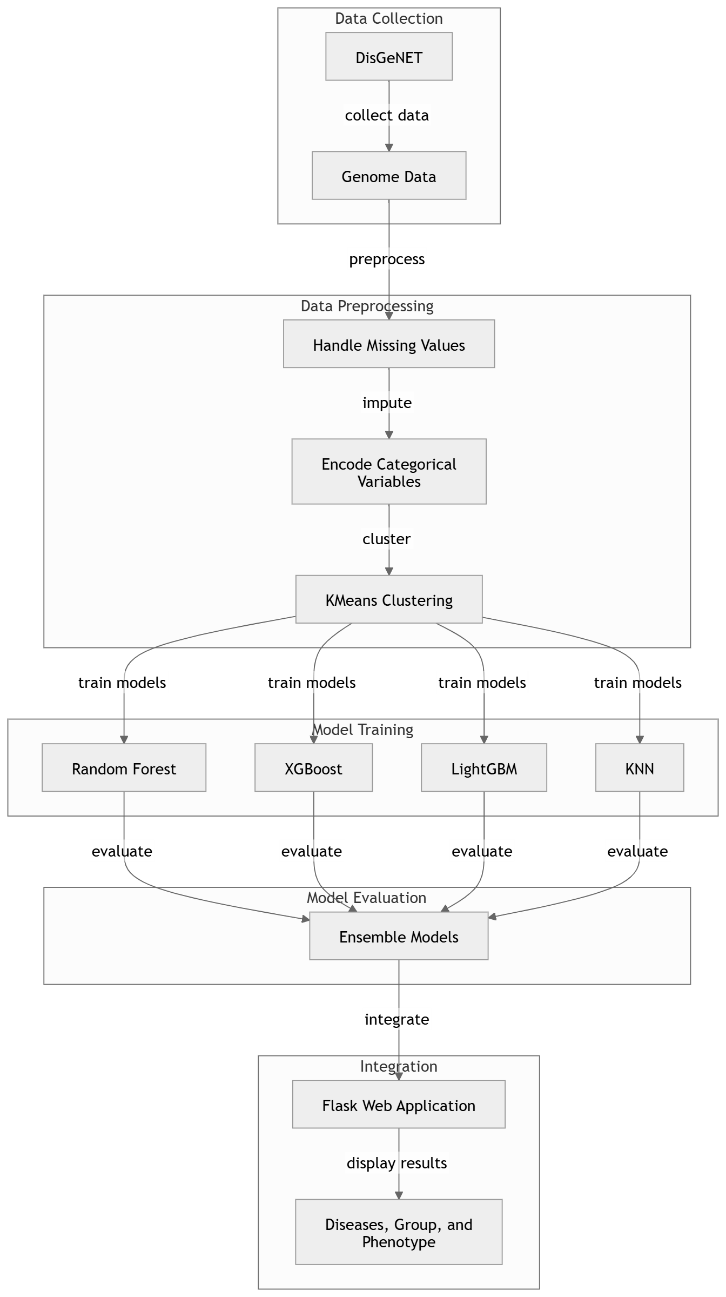 Data Collection
DisGeNET
collect data
Genome Data
preprocess
Data Preprocessing
Handle Missing Values
impute
Encode Categorical
Variables
cluster
KMeans Clustering
train models
train models
train models
train models
Model Training
Random Forest
XGBoost
LightGBM
KNN
evaluate
evaluate
evaluate
evaluate
Model Evaluation
Ensemble Models
integrate
Integration
Flask Web Application
display results
Diseases, Group, and
Phenotype